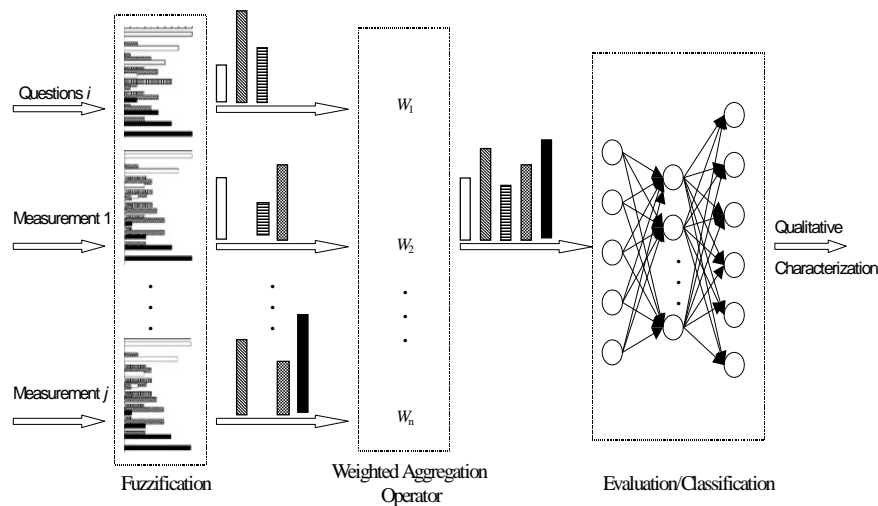 Questions i
W1
Measurement 1
W2
Qualitative
Characterization
Measurement j
Wn
Fuzzification
Weighted Aggregation
Operator
Evaluation/Classification